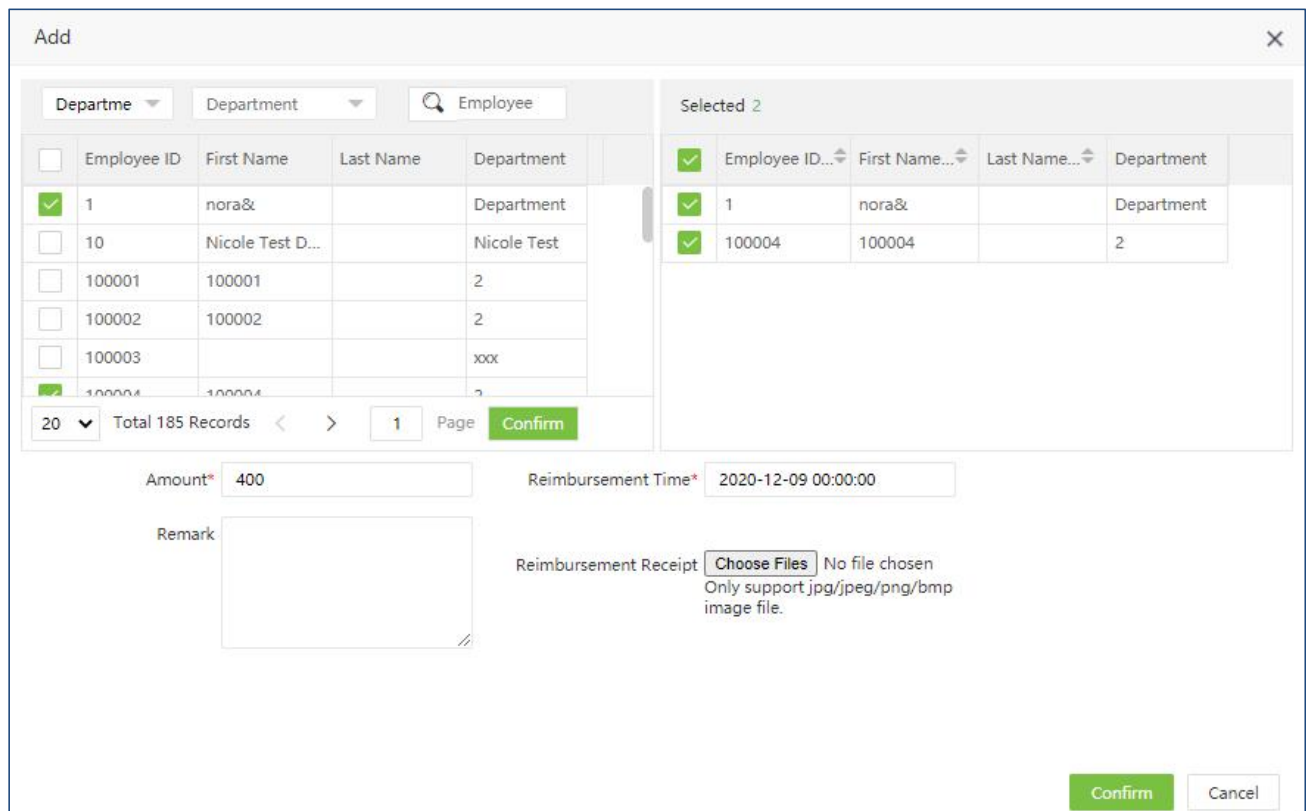 Add
Departme Department Employee
Employee ID First Name Last Name Department
1 nora& Department
10 Nicole Test D... Nicole Test
100001 100001 2
100002 100002 2
100003 xxx
100004 100004 2
20 Total 185 Records < > 1 Page Confirm
Selected 2
Employee ID... First Name... Last Name... Department
1 nora& Department
100004 100004 2
Amount* 400 Reimbursement Time* 2020-12-09 00:00:00
Remark
Reimbursement Receipt Choose Files No file chosen
Only support jpg/jpeg/png/bmp
image file.
Confirm Cancel